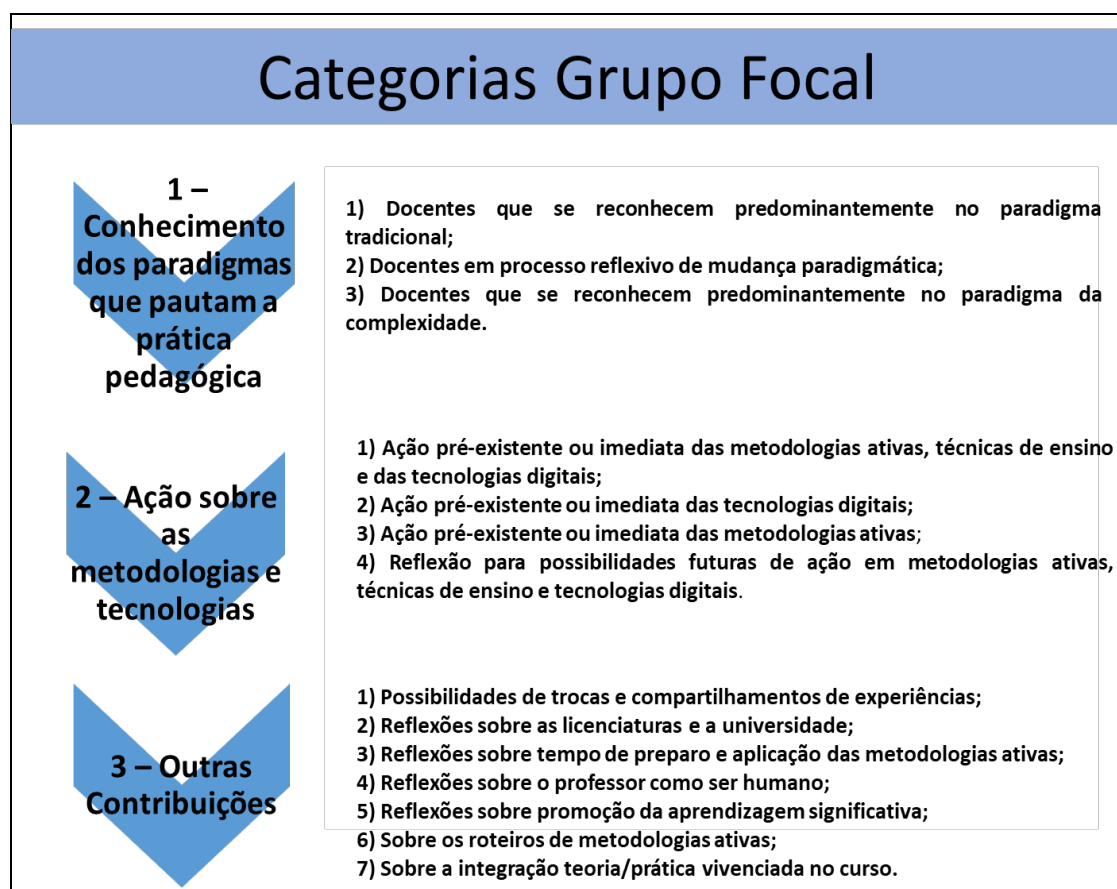 Categorias Grupo Focal
1 –
Conhecimento
dos paradigmas
que pautam a
prática
pedagógica
1) Docentes que se reconhecem predominantemente no paradigma
tradicional;
2) Docentes em processo reflexivo de mudança paradigmática;
3) Docentes que se reconhecem predominantemente no paradigma da
complexidade.
2 – Ação sobre
as
metodologias e
tecnologias
1) Ação pré-existente ou imediata das metodologias ativas, técnicas de ensino
e das tecnologias digitais;
2) Ação pré-existente ou imediata das tecnologias digitais;
3) Ação pré-existente ou imediata das metodologias ativas;
4) Reflexão para possibilidades futuras de ação em metodologias ativas,
técnicas de ensino e tecnologias digitais.
3 – Outras
Contribuições
1) Possibilidades de trocas e compartilhamentos de experiências;
2) Reflexões sobre as licenciaturas e a universidade;
3) Reflexões sobre tempo de preparo e aplicação das metodologias ativas;
4) Reflexões sobre o professor como ser humano;
5) Reflexões sobre promoção da aprendizagem significativa;
6) Sobre os roteiros de metodologias ativas;
7) Sobre a integração teoria/prática vivenciada no curso.